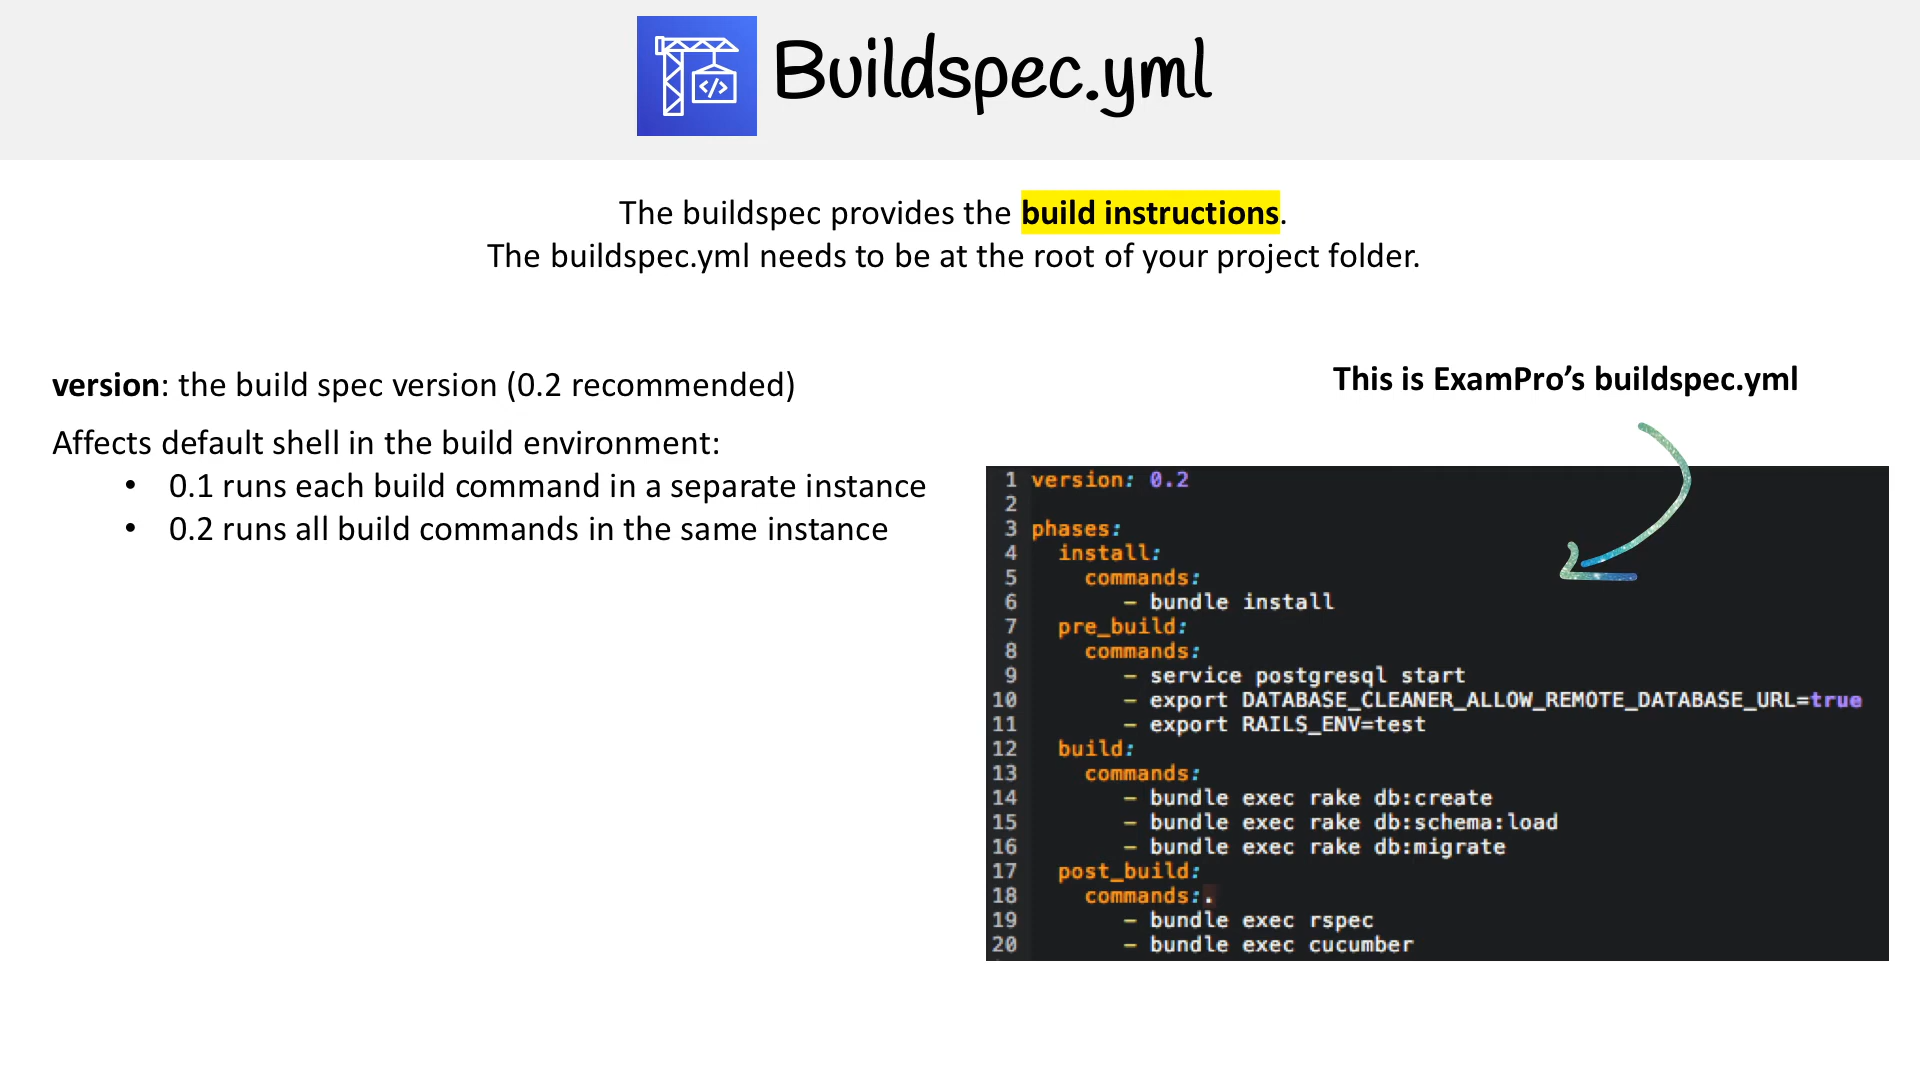 </>
Buildspec.yml
The buildspec provides the build instructions.
The buildspec.yml needs to be at the root of your project folder.
version: the build spec version (0.2 recommended)
Affects default shell in the build environment:
• 0.1 runs each build command in a separate instance
• 0.2 runs all build commands in the same instance
This is ExamPro’s buildspec.yml
1 version: 0.2
2
3 phases:
4   install:
5     commands:
6        - bundle install
7   pre_build:
8     commands:
9        - service postgresql start
10        - export DATABASE_CLEANER_ALLOW_REMOTE_DATABASE_URL=true
11        - export RAILS_ENV=test
12   build:
13     commands:
14        - bundle exec rake db:create
15        - bundle exec rake db:schema:load
16        - bundle exec rake db:migrate
17   post_build:
18     commands:.
19        - bundle exec rspec
20        - bundle exec cucumber